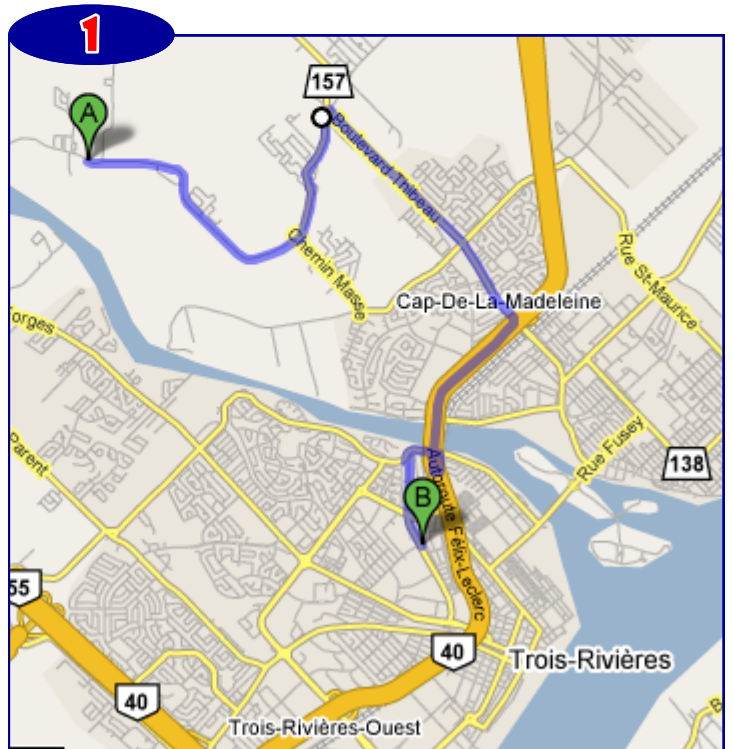 1
157
A
Boulevard Thibeau
Chemin Masse
Rue St-Maurice
Cap-De-La-Madeleine
orges
Parent
Rue Fusey
138
Autoroute Félix-Leclerc
B
55
40
Trois-Rivières
40
Trois-Rivières-Ouest
B